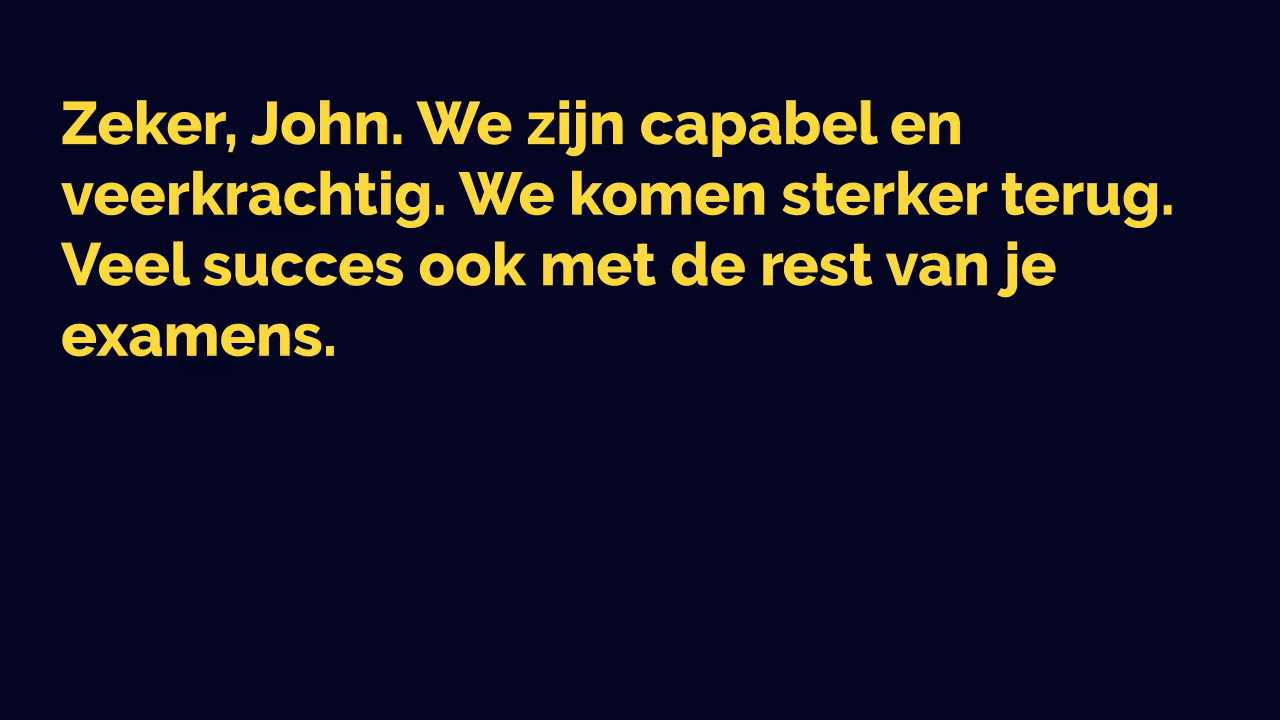 Zeker, John. We zijn capabel en
veerkrachtig. We komen sterker terug.
Veel succes ook met de rest van je
examens.